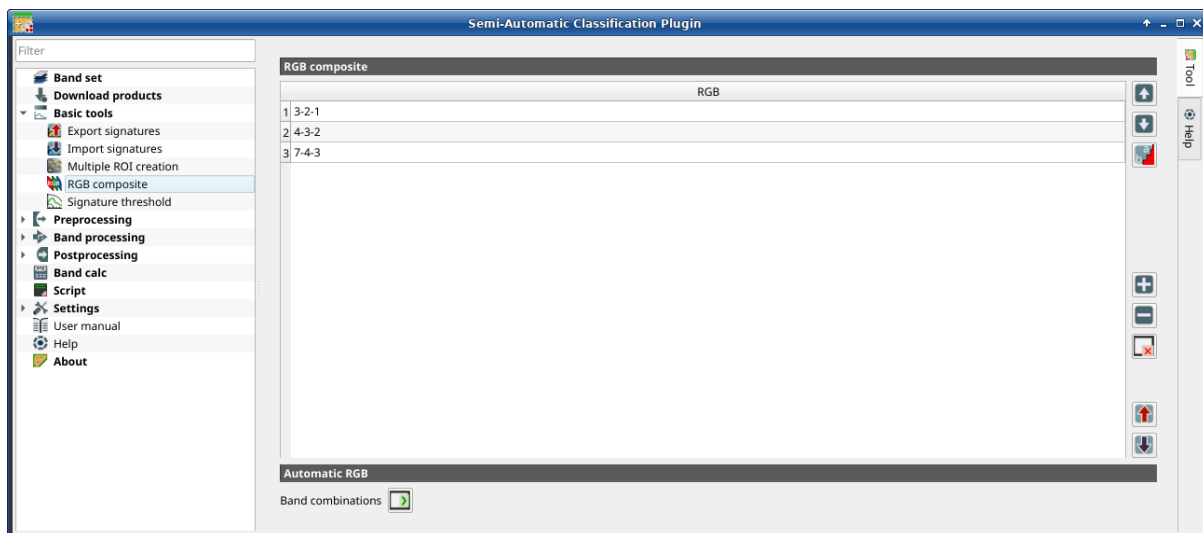 Semi-Automatic Classification Plugin
Filter
Band set
Download products
Basic tools
Export signatures
Import signatures
Multiple ROI creation
RGB composite
Signature threshold
Preprocessing
Band processing
Postprocessing
Band calc
Script
Settings
User manual
Help
About
RGB composite
RGB
1 3-2-1
2 4-3-2
3 7-4-3
Automatic RGB
Band combinations
Tool
Help